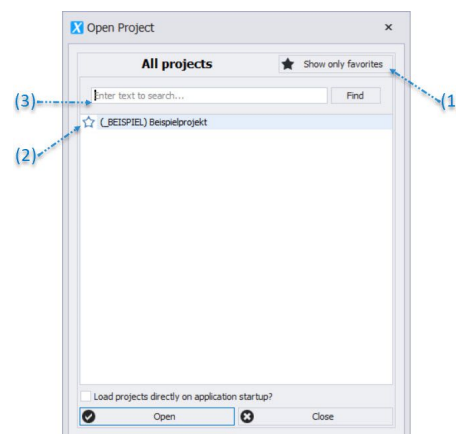 Open Project
All projects
Show only favorites
(1
(3)
Enter text to search...
Find
(2)
(_BEISPIEL) Beispielprojekt
Load projects directly on application startup?
Open
Close